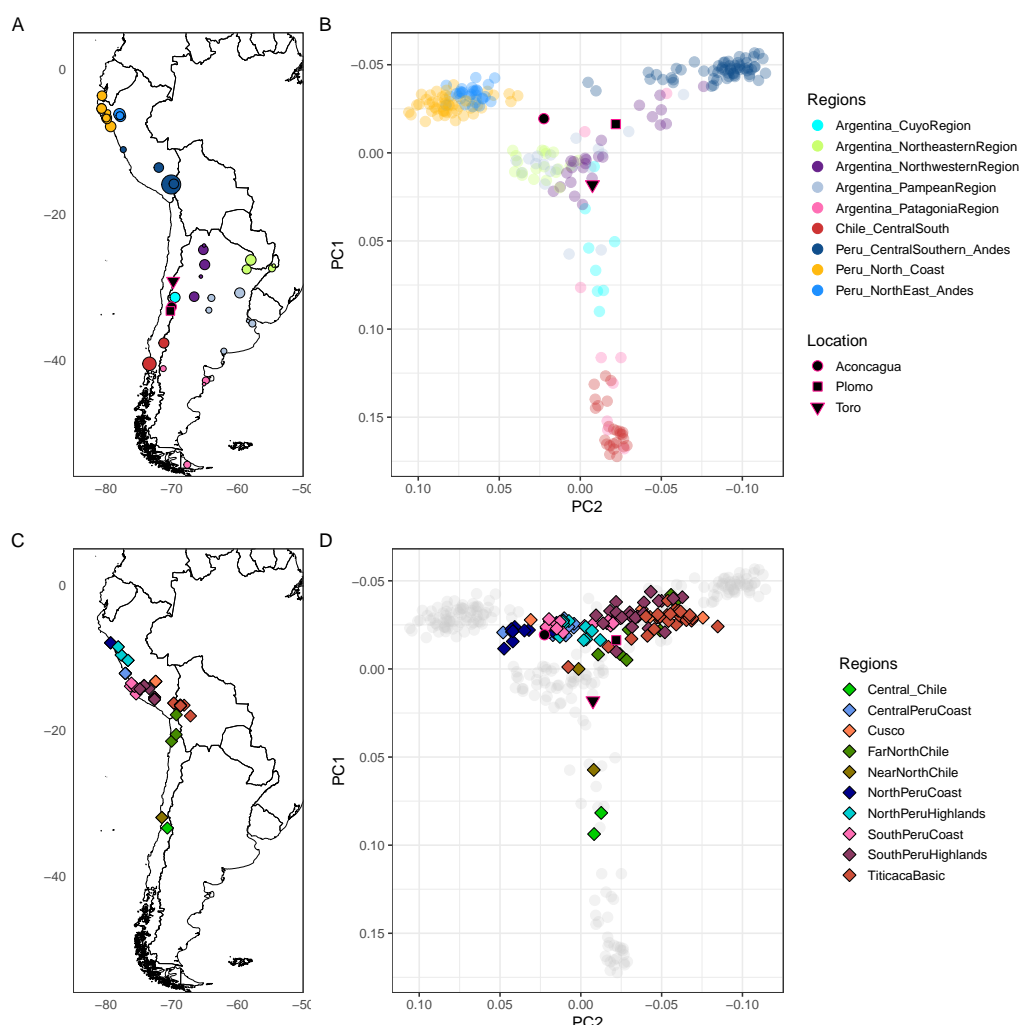 A
B
0
−20
−40
−80
−70
−60
−50
PC1
−0.05
0.00
0.05
0.10
0.15
0.10
0.05
0.00
−0.05
−0.10
PC2
Regions
Argentina_CuyoRegion
Argentina_NortheasternRegion
Argentina_NorthwesternRegion
Argentina_PampeanRegion
Argentina_PatagoniaRegion
Chile_CentralSouth
Peru_CentralSouthern_Andes
Peru_North_Coast
Peru_NorthEast_Andes
Location
Aconcagua
Plomo
Toro
C
D
0
−20
−40
−80
−70
−60
−50
PC1
−0.05
0.00
0.05
0.10
0.15
0.10
0.05
0.00
−0.05
−0.10
PC2
Regions
Central_Chile
CentralPeruCoast
Cusco
FarNorthChile
NearNorthChile
NorthPeruCoast
NorthPeruHighlands
SouthPeruCoast
SouthPeruHighlands
TiticacaBasic